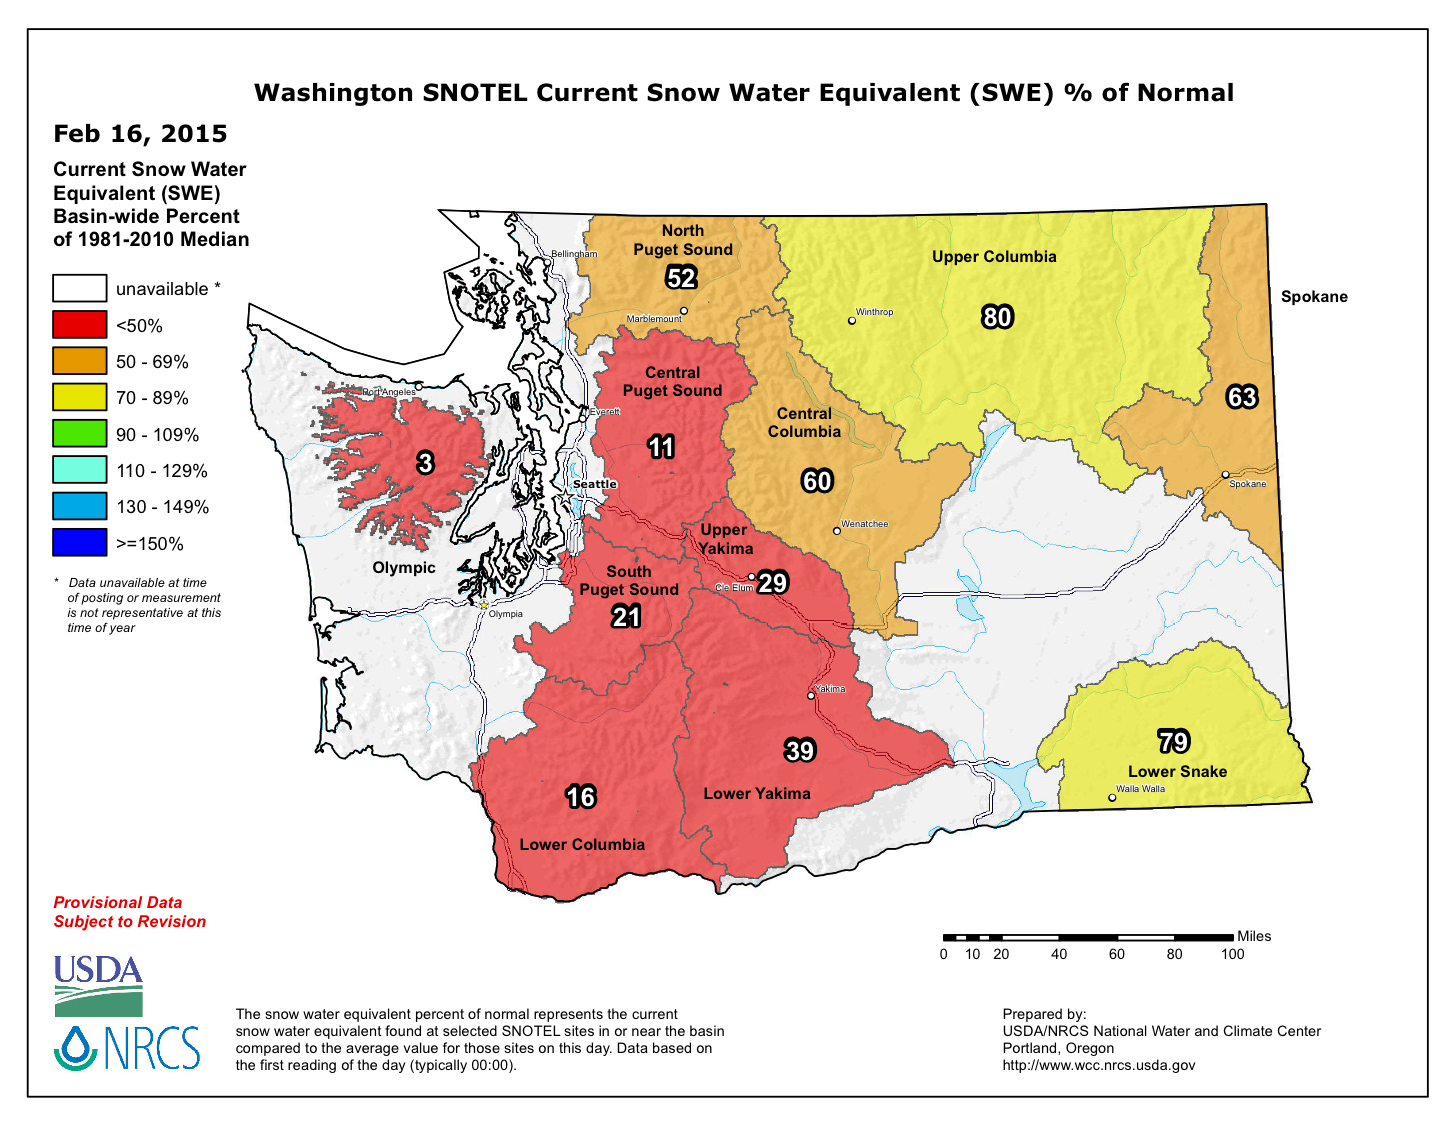 Washington SNOTEL Current Snow Water Equivalent (SWE) % of Normal
Feb 16, 2015
Current Snow Water
Equivalent (SWE)
Basin-wide Percent
of 1981-2010 Median
unavailable *
<50%
50 - 69%
70 - 89%
90 - 109%
110 - 129%
130 - 149%
>=150%
* Data unavailable at time
of posting or measurement
is not representative at this
time of year
North
Puget Sound
52
Bellingham
Marblemount
Upper Columbia
80
Winthrop
Spokane
63
Spokane
Central
Puget Sound
11
Port Angeles
Everett
3
Olympic
Seattle
Central
Columbia
60
Wenatchee
Upper
Yakima
29
Cle Elum
South
Puget Sound
21
Olympia
Yakima
39
Lower Yakima
16
Lower Columbia
79
Lower Snake
Walla Walla
Provisional Data
Subject to Revision
USDA
NRCS
Miles
0 10 20 40 60 80 100
The snow water equivalent percent of normal represents the current
snow water equivalent found at selected SNOTEL sites in or near the basin
compared to the average value for those sites on this day. Data based on
the first reading of the day (typically 00:00).
Prepared by:
USDA/NRCS National Water and Climate Center
Portland, Oregon
http://www.wcc.nrcs.usda.gov